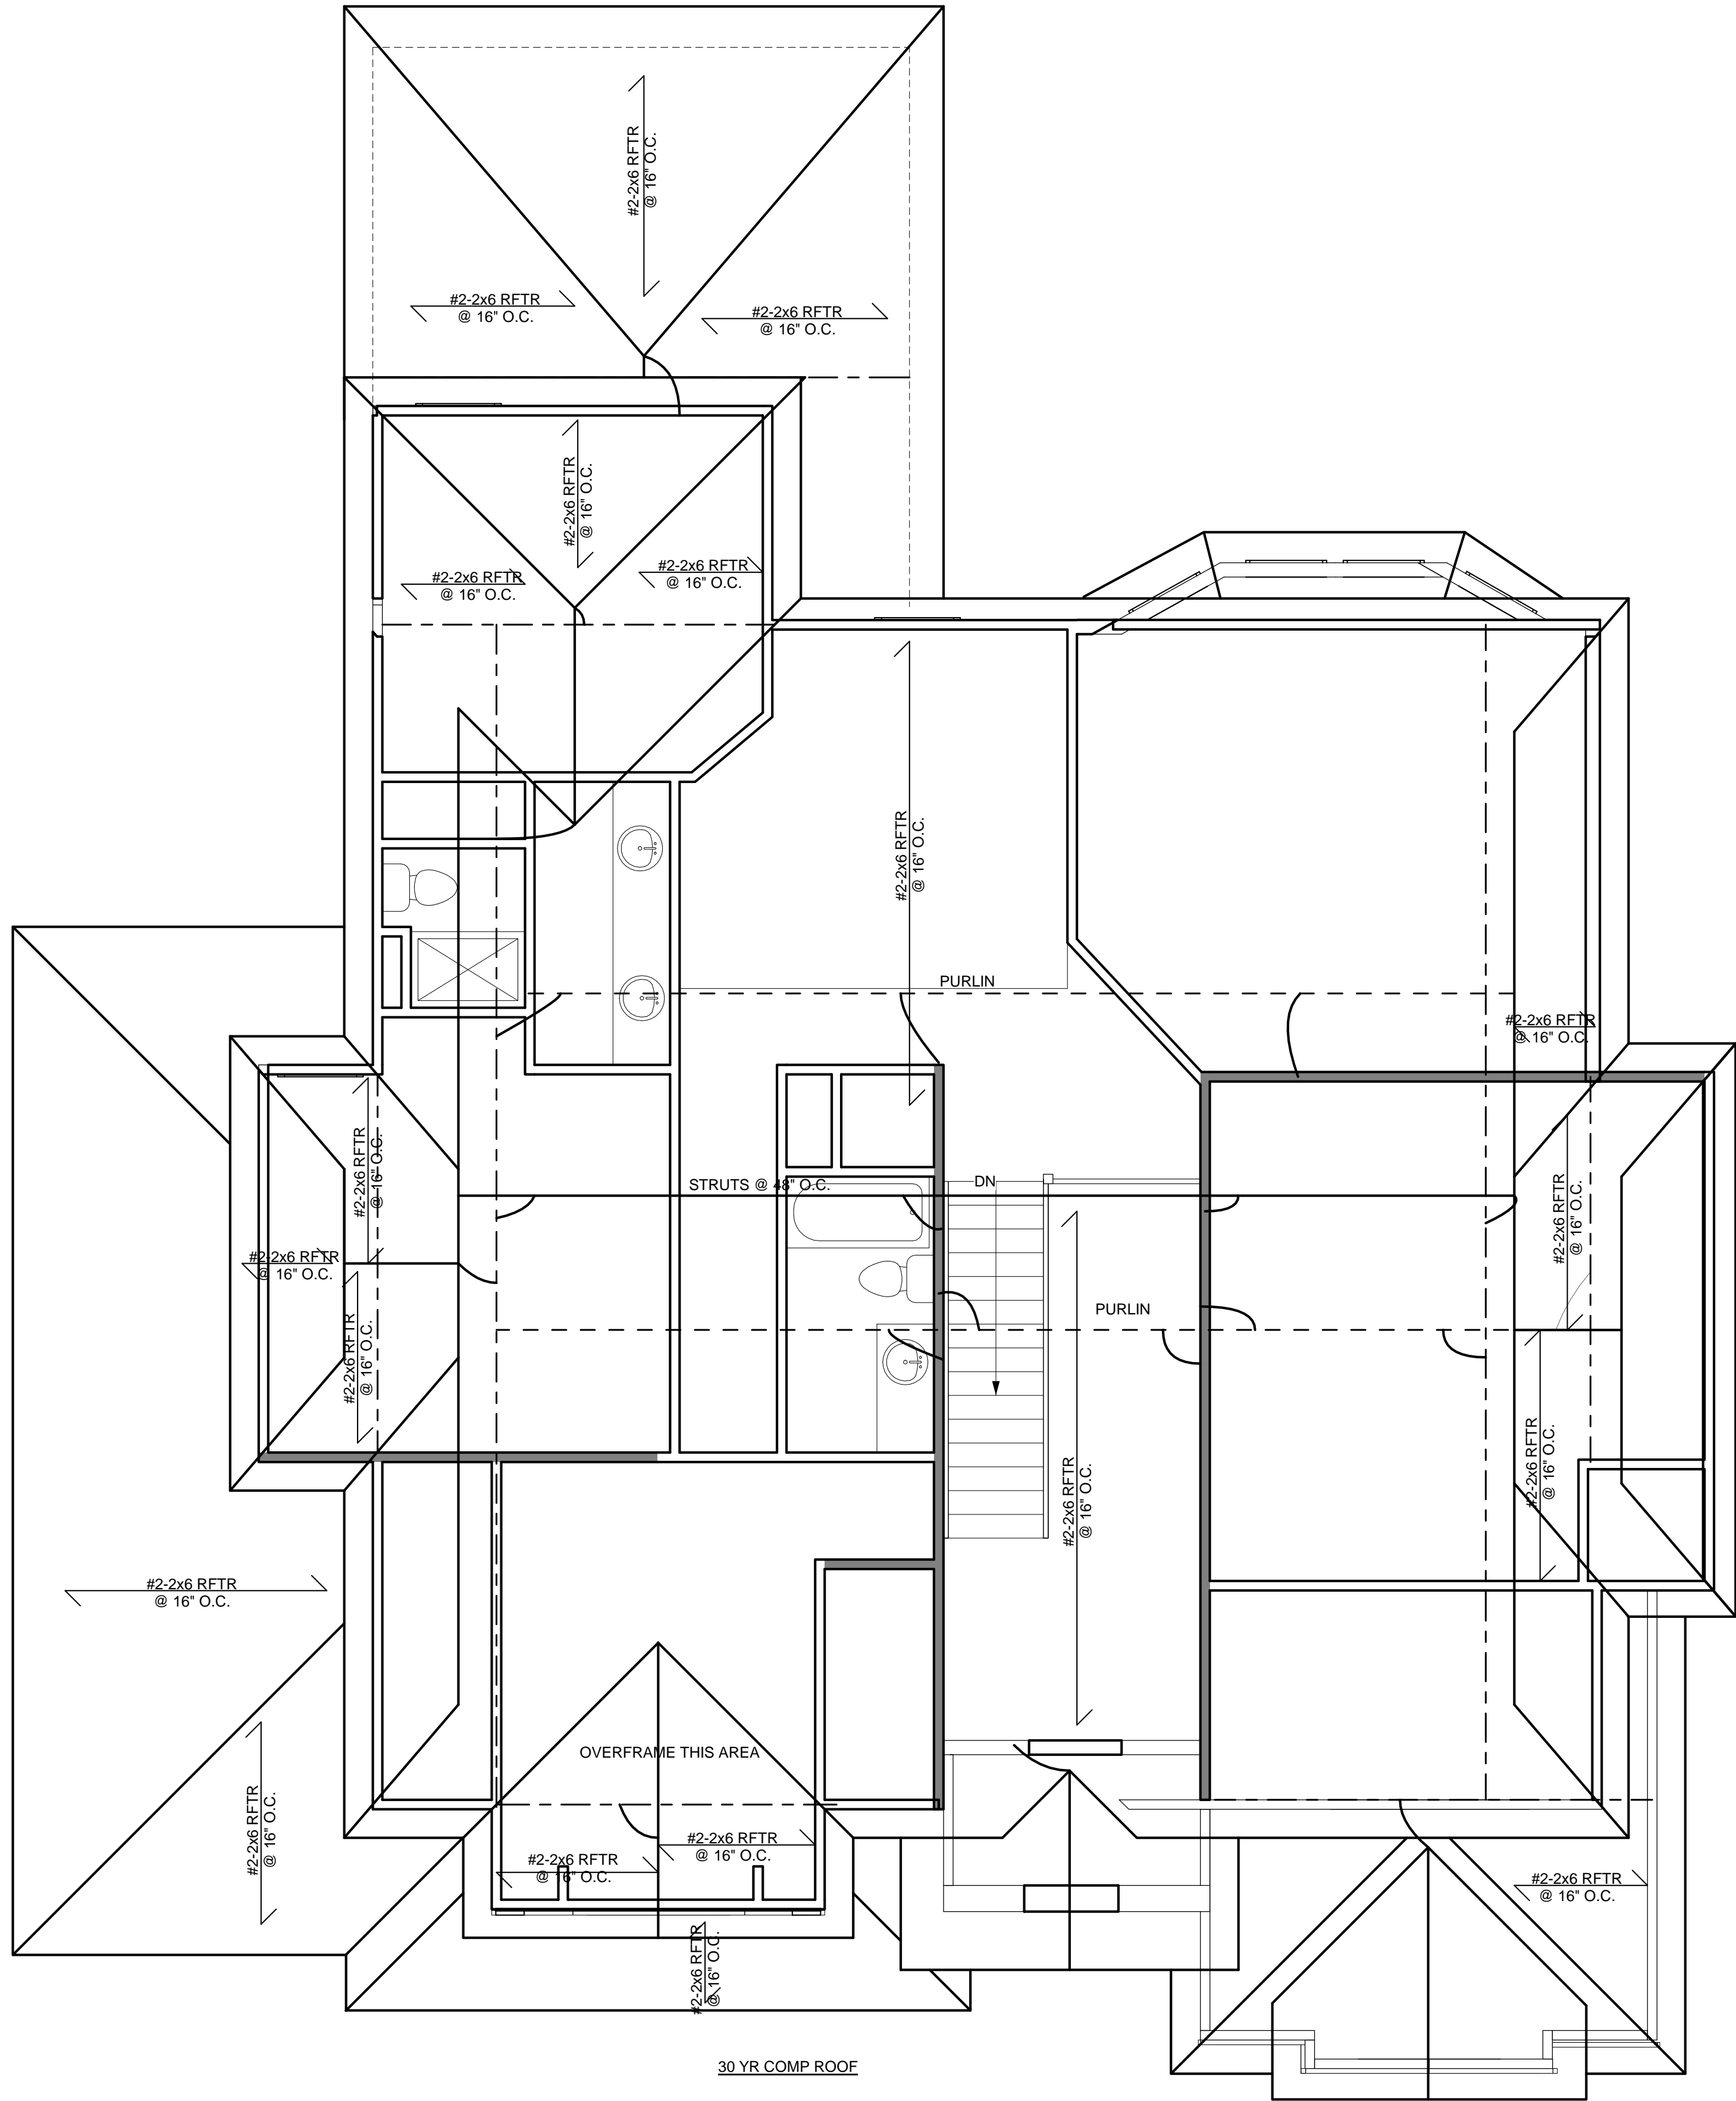 #2-2x6 RFTR
@ 16" O.C.
#2-2x6 RFTR
@ 16" O.C.
#2-2x6 RFTR
@ 16" O.C.
#2-2x6 RFTR
@ 16" O.C.
#2-2x6 RFTR
@ 16" O.C.
#2-2x6 RFTR
@ 16" O.C.
#2-2x6 RFTR
@ 16" O.C.
PURLIN
#2-2x6 RFTR
@ 16" O.C.
#2-2x6 RFTR
@ 16" O.C.
STRUTS @ 48" O.C.
DN
#2-2x6 RFTR
@ 16" O.C.
#2-2x6 RFTR
@ 16" O.C.
PURLIN
#2-2x6 RFTR
@ 16" O.C.
#2-2x6 RFTR
@ 16" O.C.
#2-2x6 RFTR
@ 16" O.C.
#2-2x6 RFTR
@ 16" O.C.
OVERFRAME THIS AREA
#2-2x6 RFTR
@ 16" O.C.
#2-2x6 RFTR
@ 16" O.C.
#2-2x6 RFTR
@ 16" O.C.
#2-2x6 RFTR
@ 16" O.C.
#2-2x6 RFTR
@ 16" O.C.
30 YR COMP ROOF